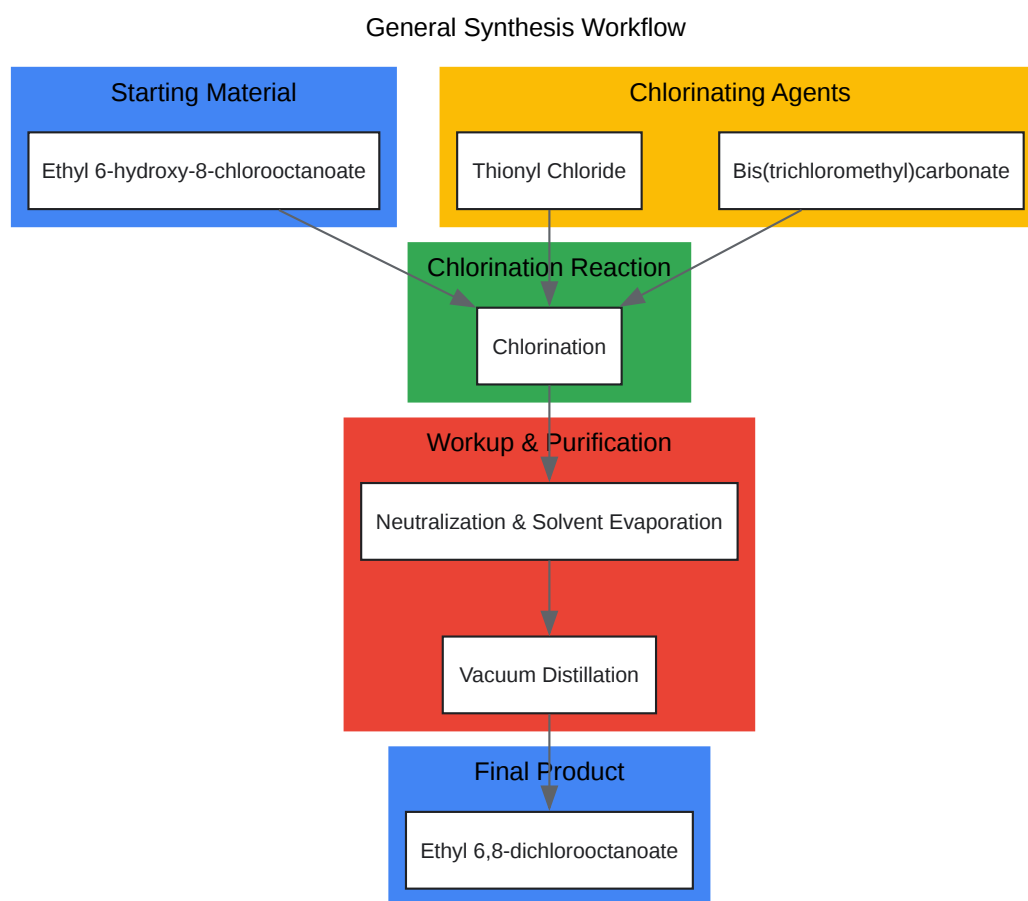 General Synthesis Workflow
Starting Material
Chlorinating Agents
Ethyl 6-hydroxy-8-chlorooctanoate
Thionyl Chloride
Bis(trichloromethyl)carbonate
Chlorination Reaction
Chlorination
Workup & Purification
Neutralization & Solvent Evaporation
Vacuum Distillation
Final Product
Ethyl 6,8-dichlorooctanoate